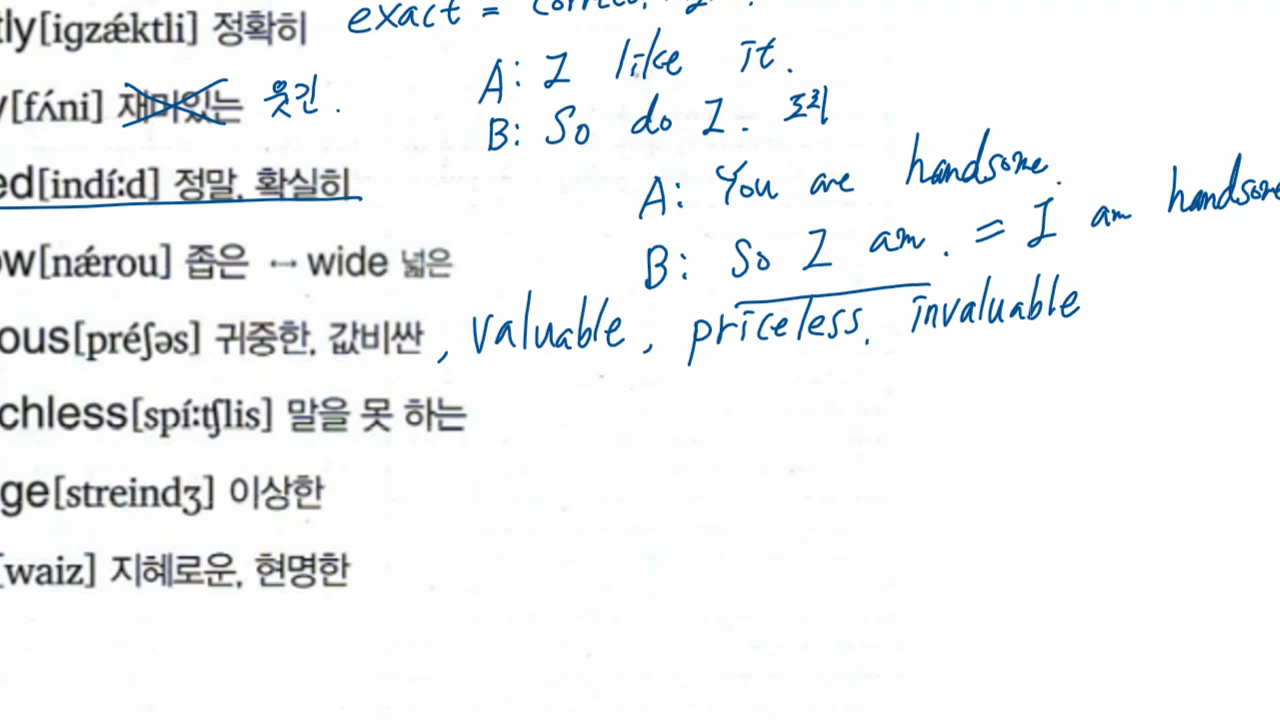 tly[igzǽktli] 정확히 exact =
A: I like it.
y[fʌ́ni] 재미있는 웃긴.
B: So do I. 도치
ed[indí:d] 정말, 확실히
A: You are handsome.
B: So I am. = I am handsome
ow[nǽrou] 좁은 ↔ wide 넓은
ous[préʃəs] 귀중한, 값비싼, valuable, priceless, invaluable
chless[spí:tʃlis] 말을 못 하는
ge[streindʒ] 이상한
[waiz] 지혜로운, 현명한